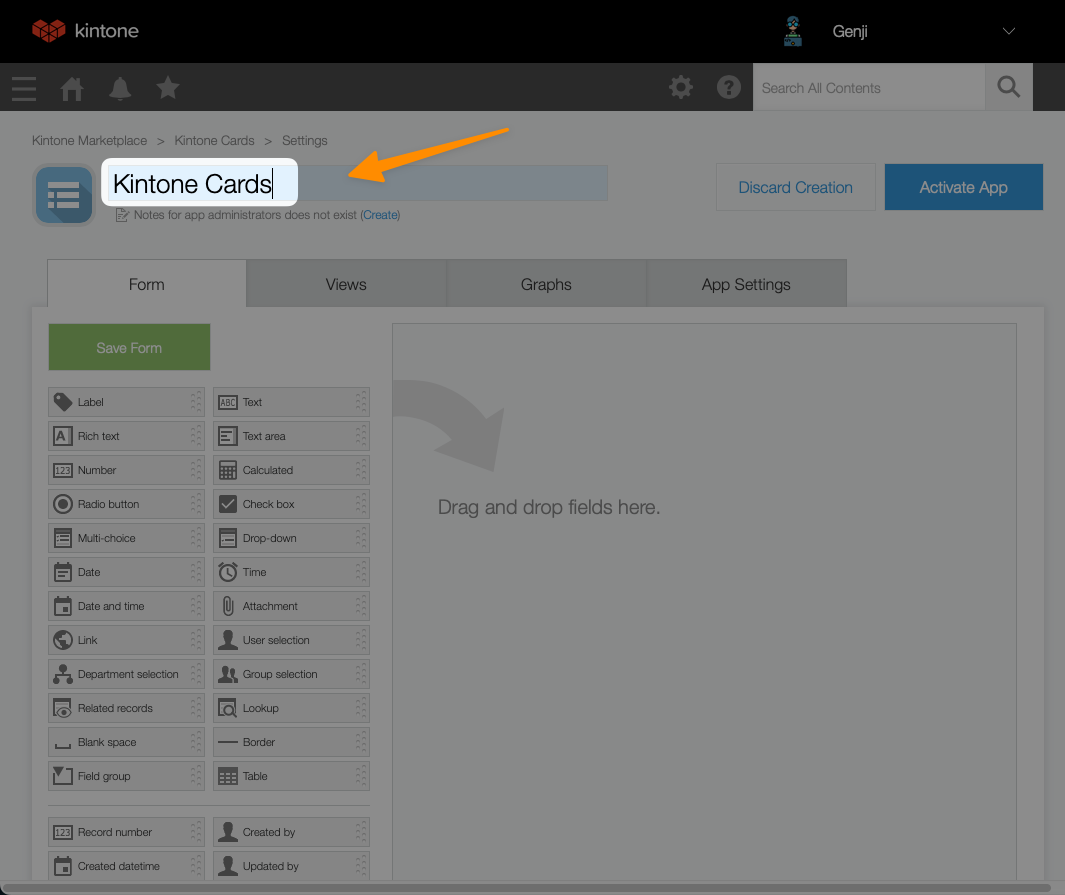 kintone
Genji
Search All Contents
Kintone Marketplace > Kintone Cards > Settings
Kintone Cards
Discard Creation
Activate App
Notes for app administrators does not exist (Create)
Form
Views
Graphs
App Settings
Save Form
Label
ABC Text
A Rich text
Text area
123 Number
Calculated
Radio button
Check box
Multi-choice
Drop-down
Date
Time
Date and time
Attachment
Link
User selection
Department selection
Group selection
Related records
Lookup
Blank space
Border
Field group
Table
Drag and drop fields here.
123 Record number
Created by
Created datetime
Updated by